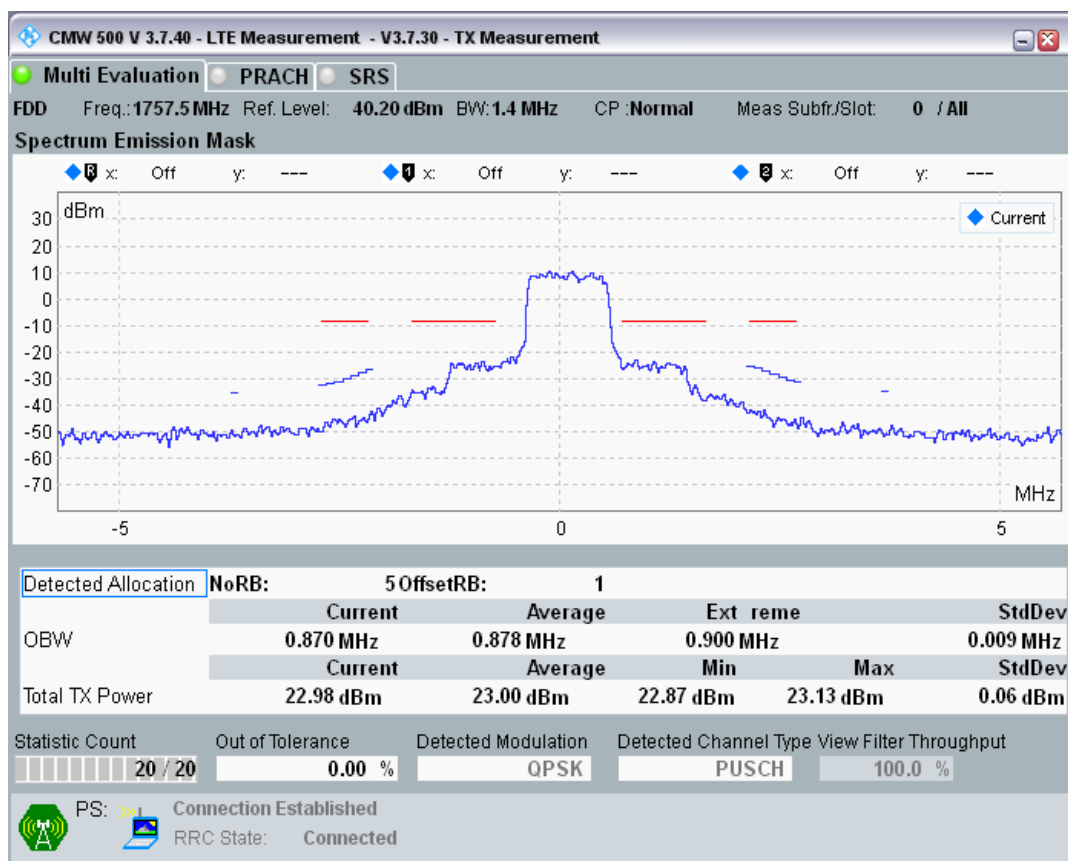 CMW 500 V 3.7.40 - LTE Measurement - V3.7.30 - TX Measurement
Multi Evaluation PRACH SRS
FDD Freq.: 1757.5 MHz Ref. Level: 40.20 dBm BW: 1.4 MHz CP :Normal Meas Subfr./Slot: 0 / All
Spectrum Emission Mask
R x: Off y: --- 1 x: Off y: --- 2 x: Off y: ---
dBm
Current
30
20
10
0
-10
-20
-30
-40
-50
-60
-70
MHz
-5 0 5
Detected Allocation NoRB: 5 OffsetRB: 1
Current Average Ext reme StdDev
OBW 0.870 MHz 0.878 MHz 0.900 MHz 0.009 MHz
Current Average Min Max StdDev
Total TX Power 22.98 dBm 23.00 dBm 22.87 dBm 23.13 dBm 0.06 dBm
Statistic Count Out of Tolerance Detected Modulation Detected Channel Type View Filter Throughput
20 / 20 0.00 % QPSK PUSCH 100.0 %
PS: Connection Established
RRC State: Connected